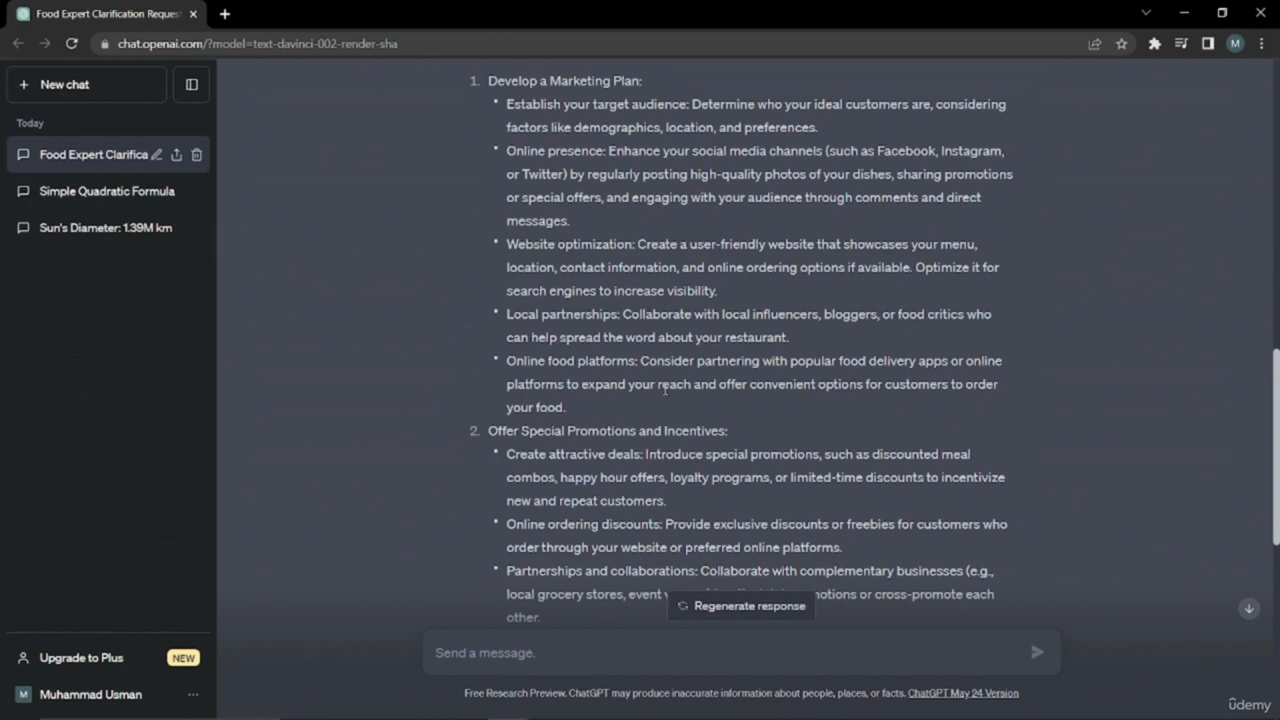 Food Expert Clarification Reques
chat.openai.com/?model=text-davinci-002-render-sha
M
New chat
Today
Food Expert Clarifica
Simple Quadratic Formula
Sun's Diameter: 1.39M km
1. Develop a Marketing Plan:
• Establish your target audience: Determine who your ideal customers are, considering
factors like demographics, location, and preferences.
• Online presence: Enhance your social media channels (such as Facebook, Instagram,
or Twitter) by regularly posting high-quality photos of your dishes, sharing promotions
or special offers, and engaging with your audience through comments and direct
messages.
• Website optimization: Create a user-friendly website that showcases your menu,
location, contact information, and online ordering options if available. Optimize it for
search engines to increase visibility.
• Local partnerships: Collaborate with local influencers, bloggers, or food critics who
can help spread the word about your restaurant.
• Online food platforms: Consider partnering with popular food delivery apps or online
platforms to expand your reach and offer convenient options for customers to order
your food.
2. Offer Special Promotions and Incentives:
• Create attractive deals: Introduce special promotions, such as discounted meal
combos, happy hour offers, loyalty programs, or limited-time discounts to incentivize
new and repeat customers.
• Online ordering discounts: Provide exclusive discounts or freebies for customers who
order through your website or preferred online platforms.
• Partnerships and collaborations: Collaborate with complementary businesses (e.g.,
local grocery stores, event motions or cross-promote each
other.
Regenerate response
Send a message.
Upgrade to Plus NEW
M Muhammad Usman
Free Research Preview. ChatGPT may produce inaccurate information about people, places, or facts. ChatGPT May 24 Version
ûdemy